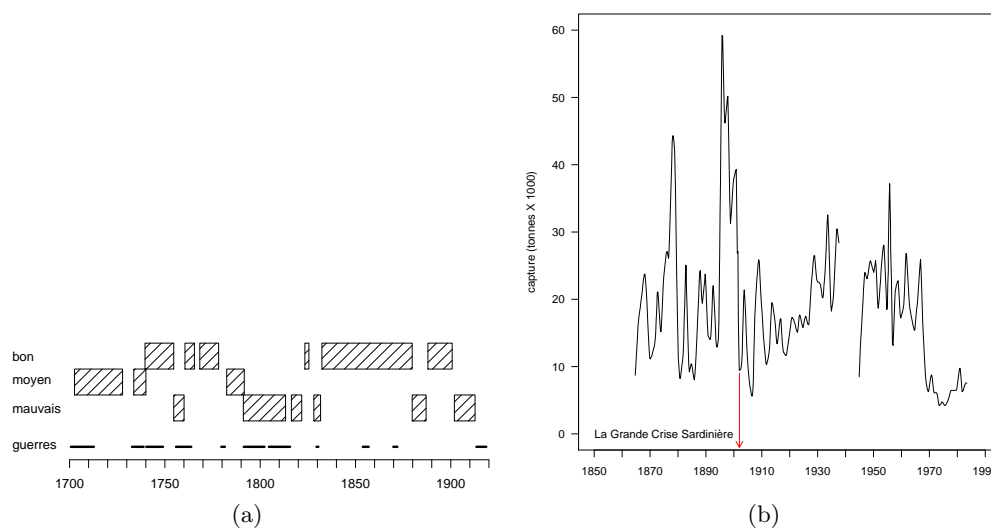 bon
moyen
mauvais
guerres
1700 1750 1800 1850 1900
(a)
capture (tonnes X 1000)
60
50
40
30
20
10
0
La Grande Crise Sardinière
1850 1870 1890 1910 1930 1950 1970 199
(b)